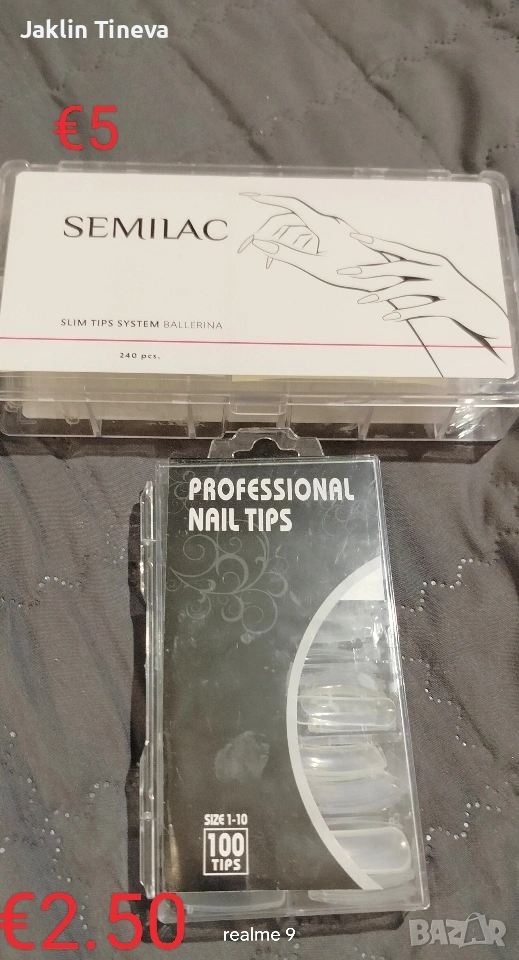 Jaklin Tineva
€5
SEMILAC
SLIM TIPS SYSTEM BALLERINA
240 pcs.
PROFESSIONAL
NAIL TIPS
SIZE 1-10
100
TIPS
€2.50
realme 9
BAZAR